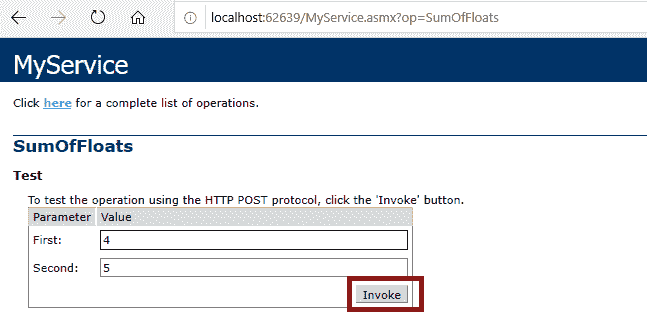 localhost:62639/MyService.asmx?op=SumOfFloats
MyService
Click here for a complete list of operations.
SumOfFloats
Test
To test the operation using the HTTP POST protocol, click the 'Invoke' button.
Parameter Value
First: 4
Second: 5
Invoke